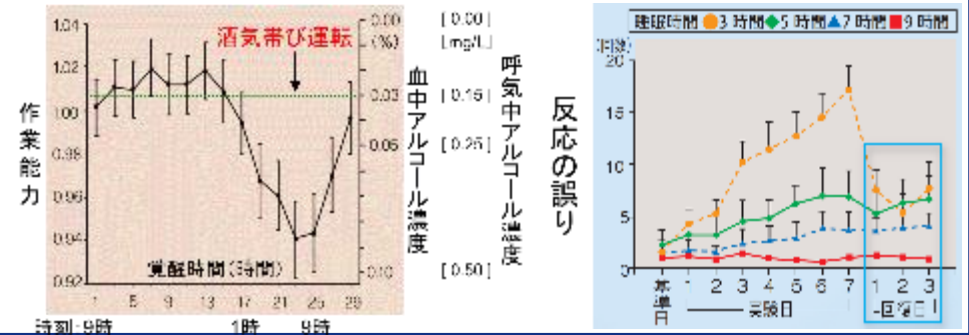 作業能力
1.04
1.02
1.00
0.98
0.96
0.94
0.92
酒気帯び運転
覚醒時間(時間)
1 5 9 13 17 21 25 29
時刻:9時 1時 9時
0.00
(%)
0.03
0.05
0.10
血中アルコール濃度
[0.00]
[mg/L]
[0.15]
[0.25]
[0.50]
呼気中アルコール濃度
反応の誤り
睡眠時間 3時間 5時間 7時間 9時間
(回数)
20
15
10
5
0
基準日 1 2 3 4 5 6 7 1 2 3
実験日 回復日